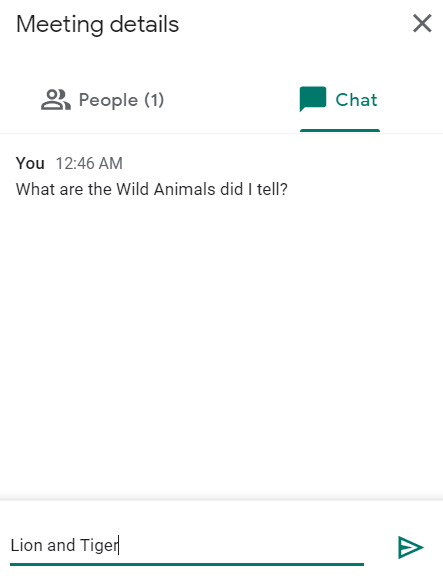 Meeting details
People (1)
Chat
You 12:46 AM
What are the Wild Animals did I tell?
Lion and Tiger